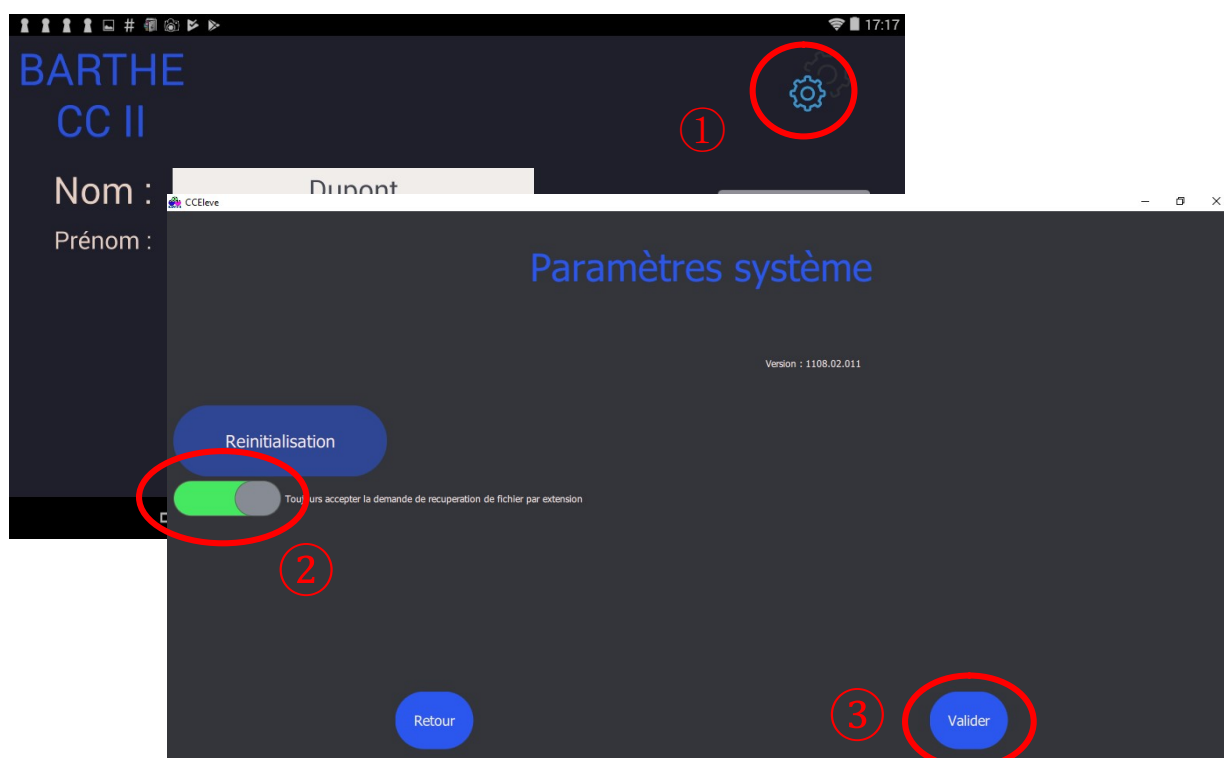 17:17
BARTHE
CC II
①
Nom :
Dupont
Prénom :
CCEleve
Paramètres système
Version : 1108.02.011
Reinitialisation
Toujours accepter la demande de recuperation de fichier par extension
②
③
Retour
Valider